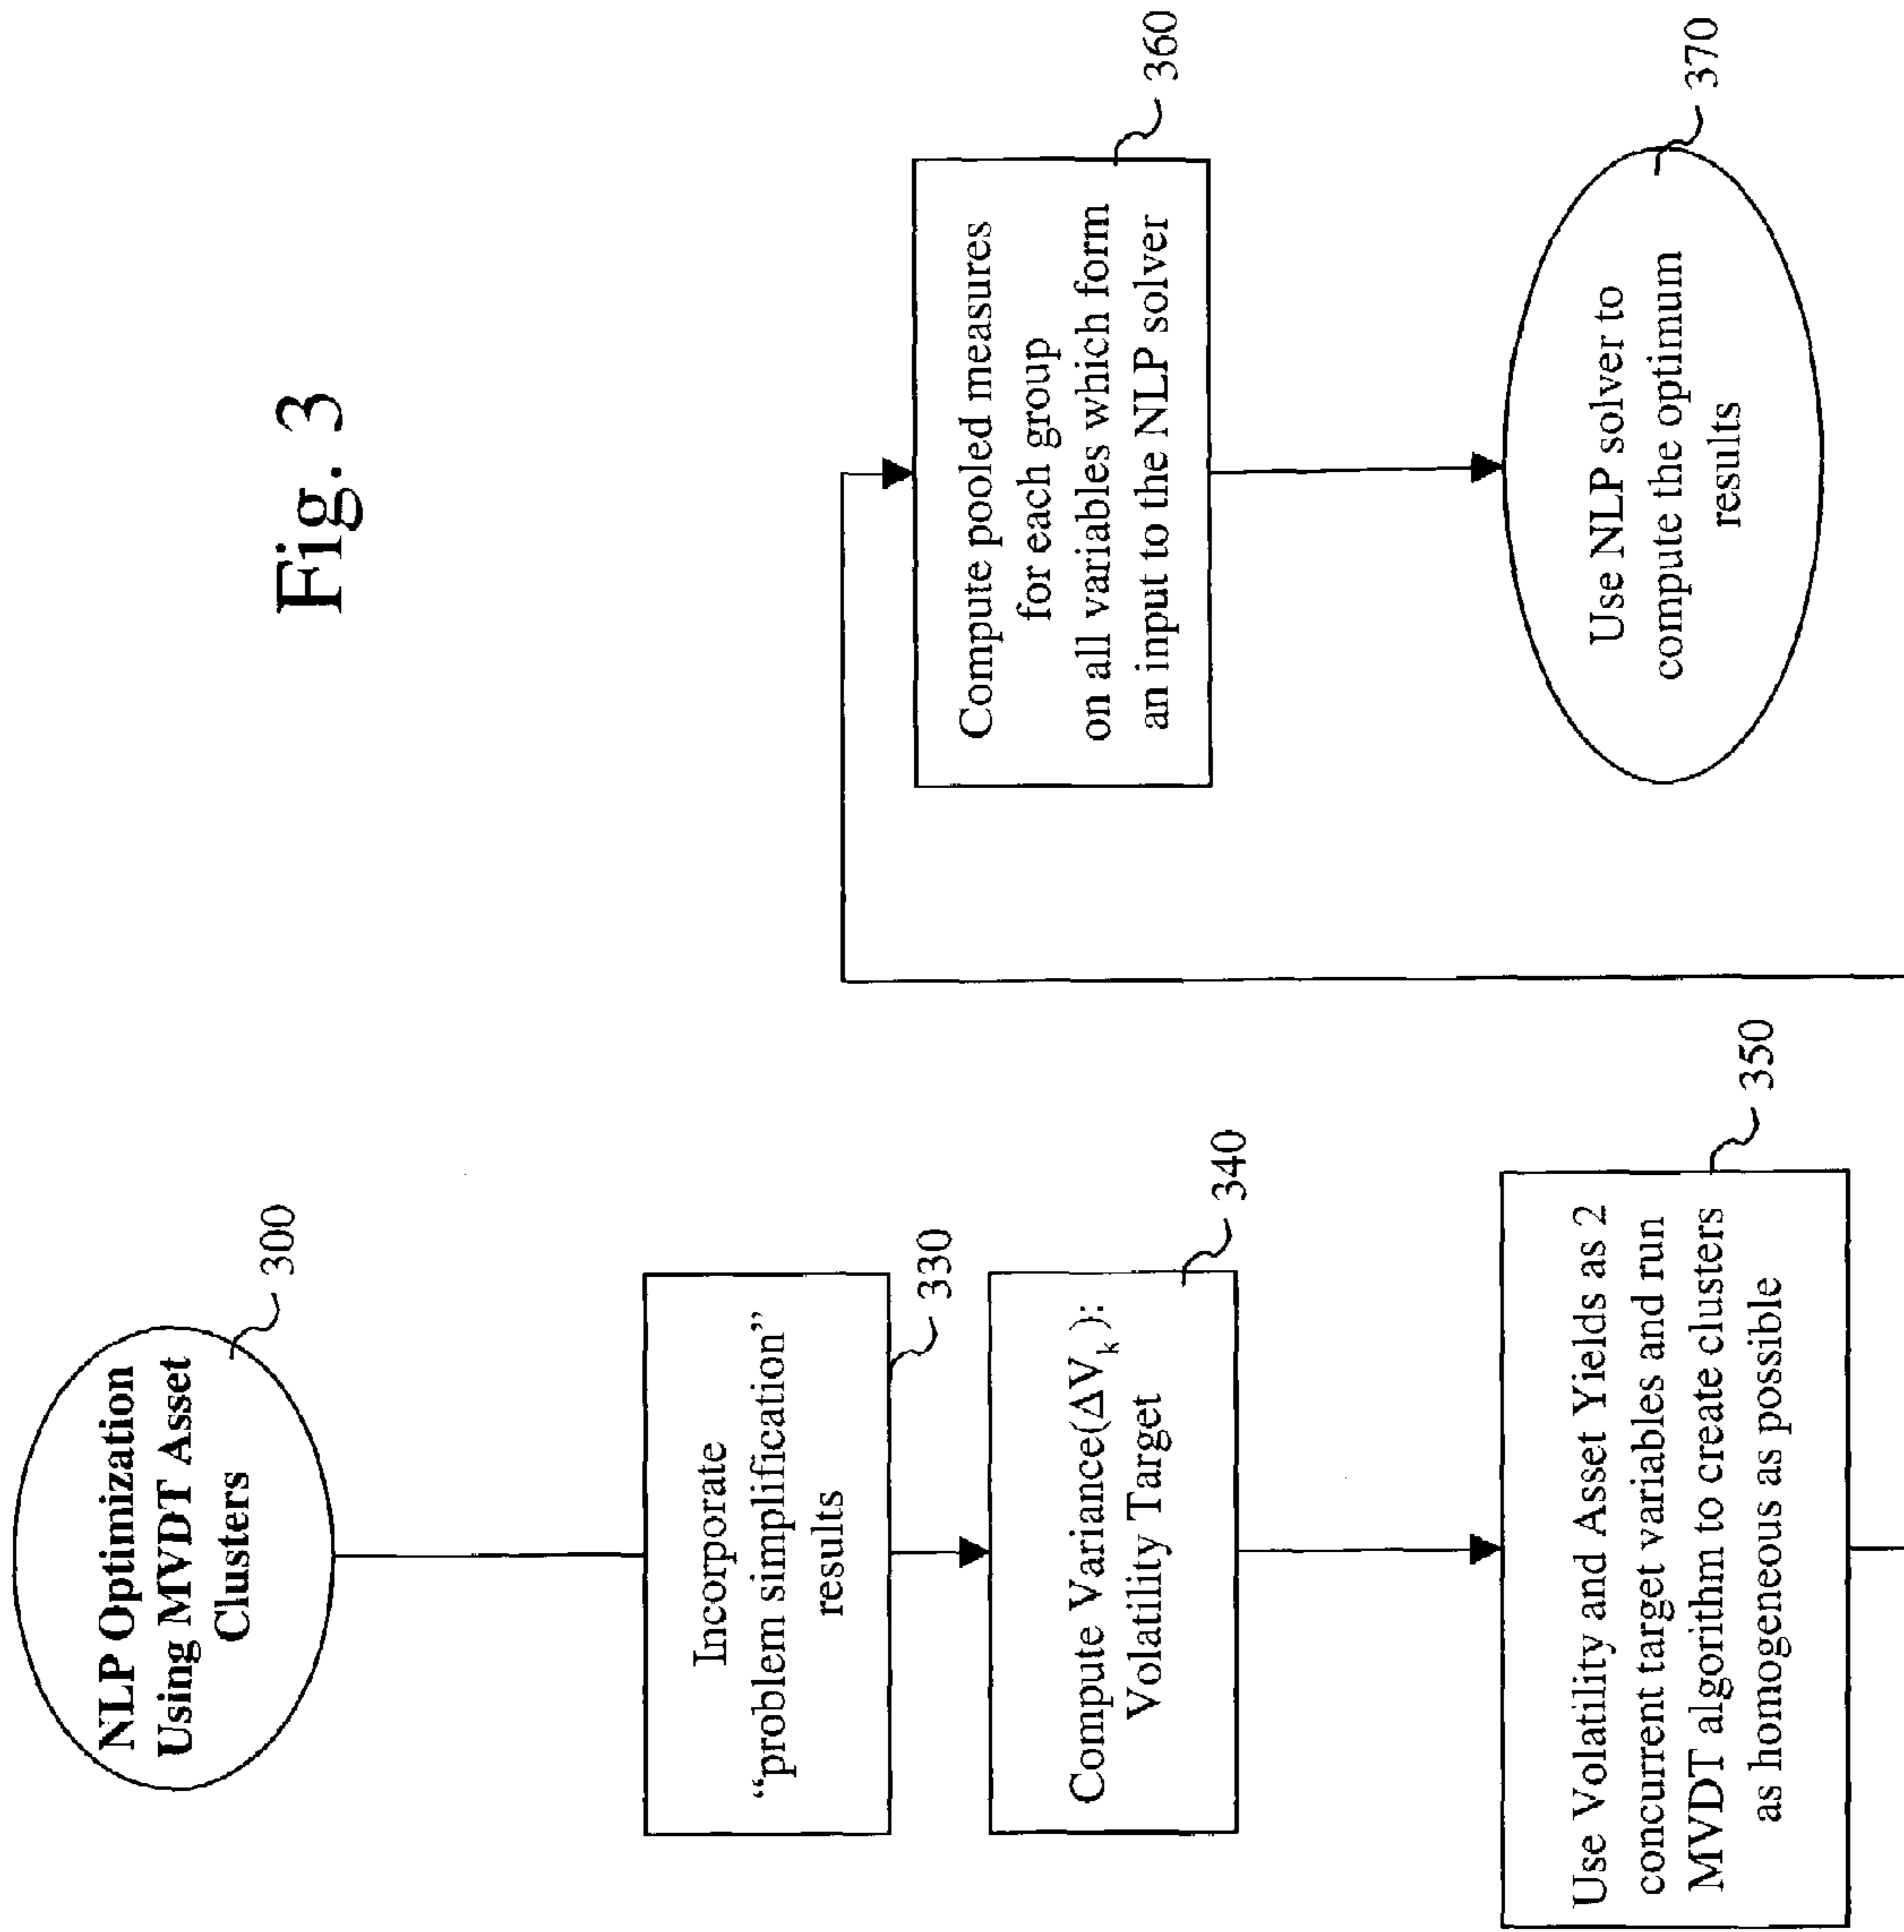 Fig. 3
NLP Optimization
Using MVDT Asset
Clusters
300
Incorporate
“problem simplification”
results
330
Compute Variance(ΔVₖ):
Volatility Target
340
Use Volatility and Asset Yields as 2
concurrent target variables and run
MVDT algorithm to create clusters
as homogeneous as possible
350
Compute pooled measures
for each group
on all variables which form
an input to the NLP solver
360
Use NLP solver to
compute the optimum
results
370